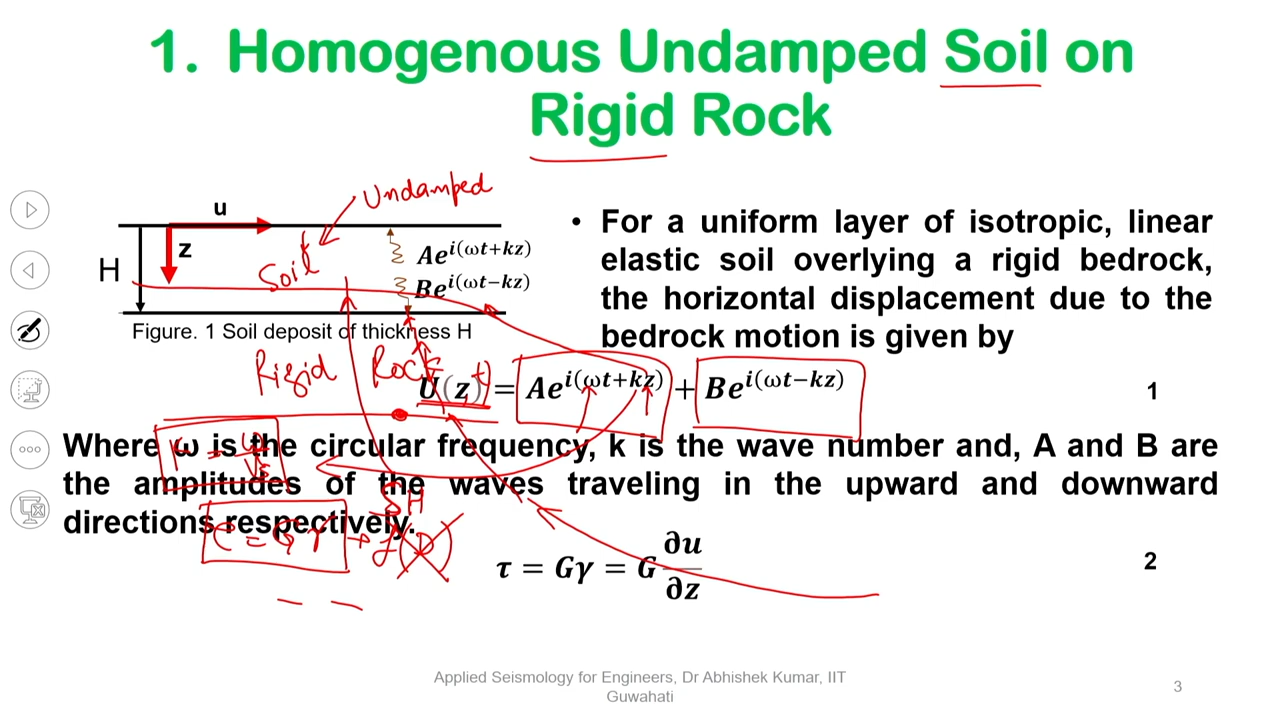 1. Homogenous Undamped Soil on
Rigid Rock
Undamped
u
z
H
Soil
Ae^{i(ωt+kz)}
Be^{i(ωt−kz)}
Figure. 1 Soil deposit of thickness H
• For a uniform layer of isotropic, linear
elastic soil overlying a rigid bedrock,
the horizontal displacement due to the
bedrock motion is given by
Rigid Rock
U(z,t) = Ae^{i(ωt+kz)} + Be^{i(ωt−kz)}
1
Where ω is the circular frequency, k is the wave number and, A and B are
the amplitudes of the waves traveling in the upward and downward
directions respectively.
SH
τ = Gγ = G ∂u/∂z
2
Applied Seismology for Engineers, Dr Abhishek Kumar, IIT
Guwahati
3